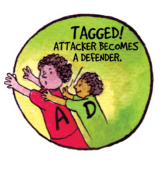 TAGGED!
ATTACKER BECOMES
A DEFENDER.
A D